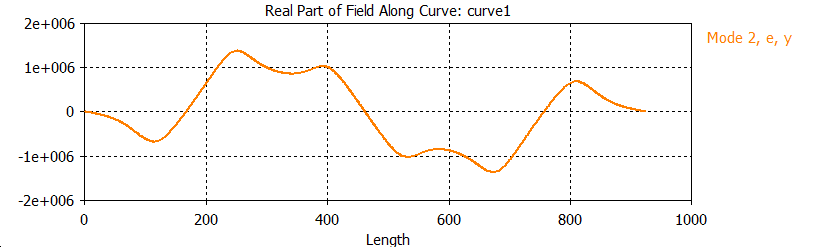 Real Part of Field Along Curve: curve1
2e+006
1e+006
0
-1e+006
-2e+006
0 200 400 600 800 1000
Length
Mode 2, e, y